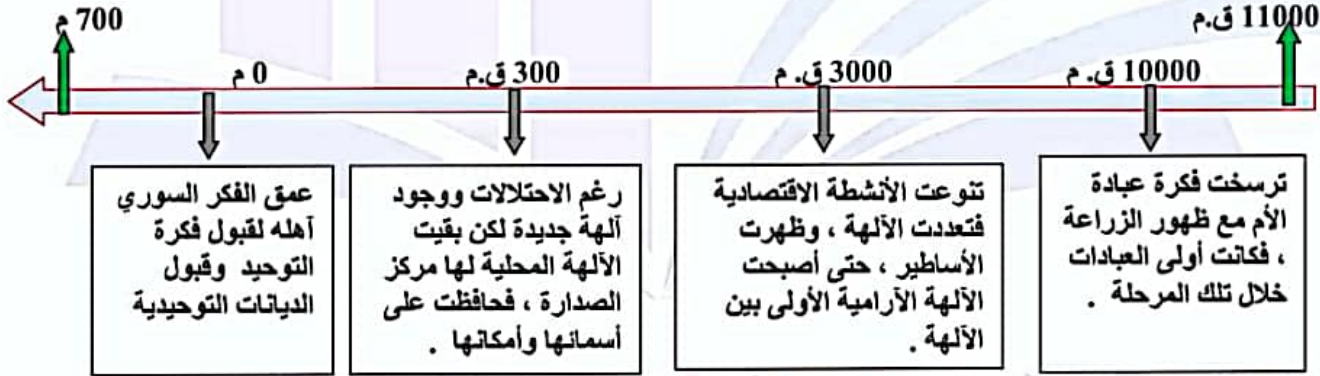 11000 ق.م
10000 ق. م
3000 ق. م
300 ق.م
0 م
700 م
ترسخت فكرة عبادة
الأم مع ظهور الزراعة
، فكانت أولى العبادات
خلال تلك المرحلة .
تنوعت الأنشطة الاقتصادية
فتعددت الآلهة ، وظهرت
الأساطير ، حتى أصبحت
الآلهة الآرامية الأولى بين
الآلهة .
رغم الاحتلالات ووجود
آلهة جديدة لكن بقيت
الآلهة المحلية لها مركز
الصدارة ، فحافظت على
أسمائها وأمكانها .
عمق الفكر السوري
آهله لقبول فكرة
التوحيد وقبول
الديانات التوحيدية